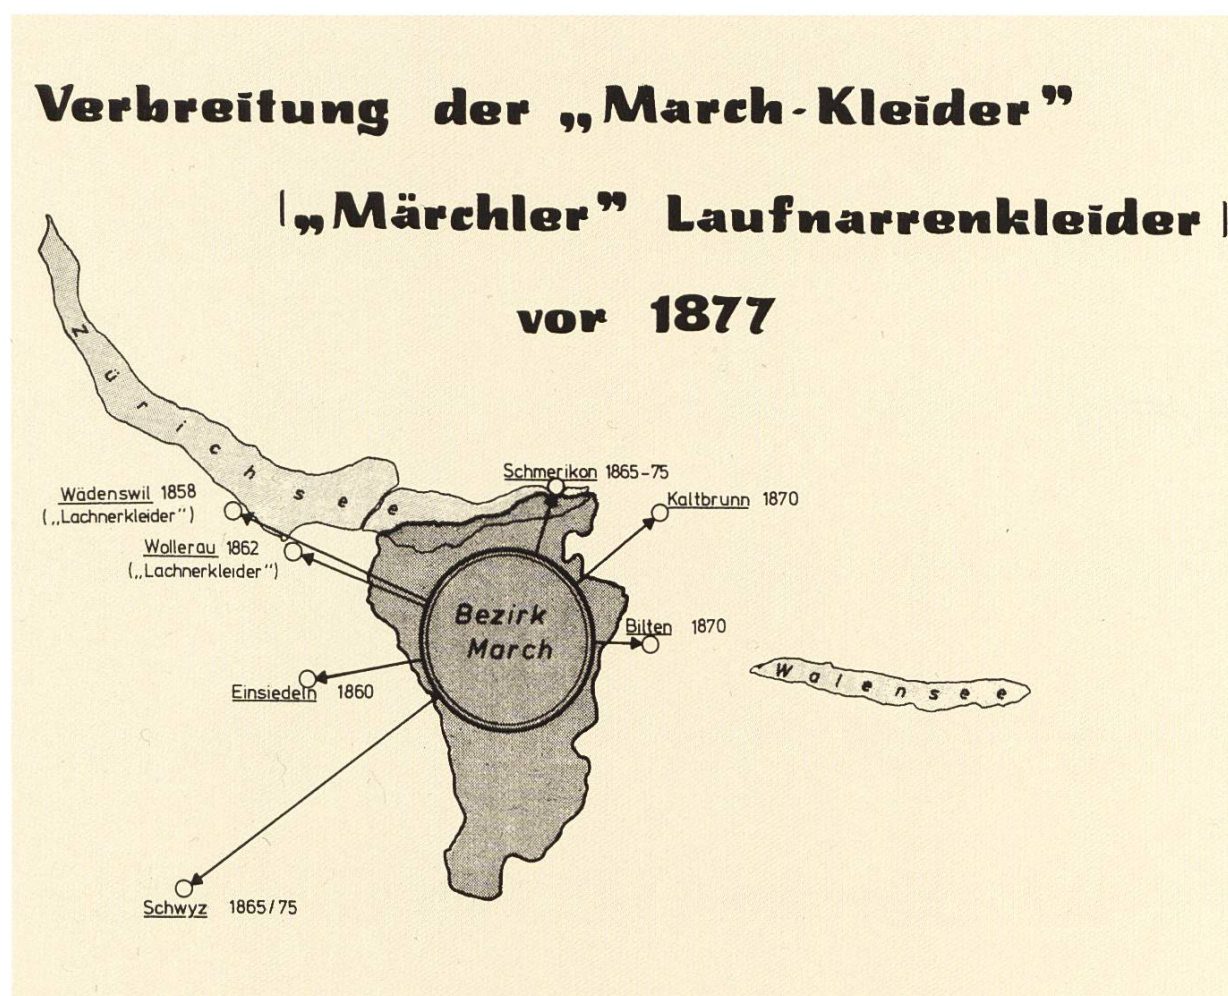 Verbreitung der „March-Kleider”
(„Märchler” Laufnarrenkleider)
vor 1877
Zürichsee
Schmerikon 1865-75
Wädenswil 1858
(„Lachnerkleider”)
Kaltbrunn 1870
Wollerau 1862
(„Lachnerkleider”)
Bezirk
March
Bilten 1870
Walensee
Einsiedeln 1860
Schwyz 1865/75